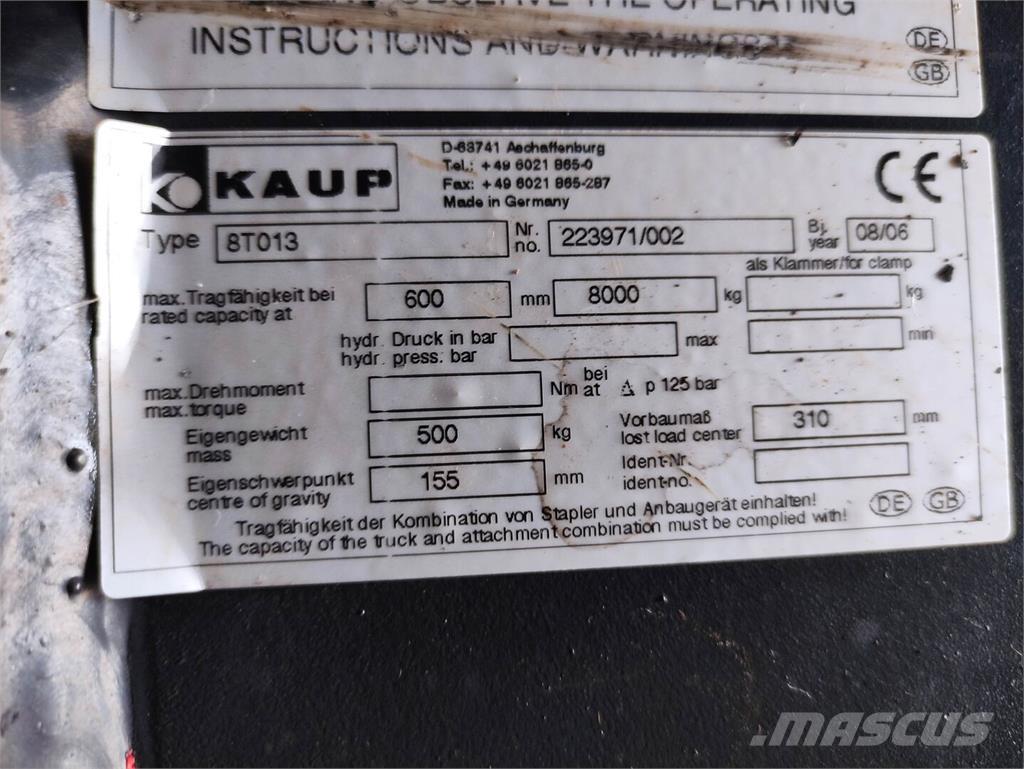 OBSERVE THE OPERATING
INSTRUCTIONS AND WARNINGS
DE
GB
KAUP
D-63741 Aschaffenburg
Tel.: +49 6021 865-0
Fax: +49 6021 865-287
Made in Germany
CE
Type 8T013 Nr. no. 223971/002 Bj. year 08/06
als Klammer/for clamp
max.Tragfähigkeit bei
rated capacity at 600 mm 8000 kg kg
hydr. Druck in bar
hydr. press. bar max min
max.Drehmoment
max.torque Nm bei at Δ p 125 bar
Eigengewicht
mass 500 kg Vorbaumaß
lost load center 310 mm
Eigenschwerpunkt
centre of gravity 155 mm Ident-Nr.
ident-no.
Tragfähigkeit der Kombination von Stapler und Anbaugerät einhalten!
The capacity of the truck and attachment combination must be complied with!
DE GB
MASCUS